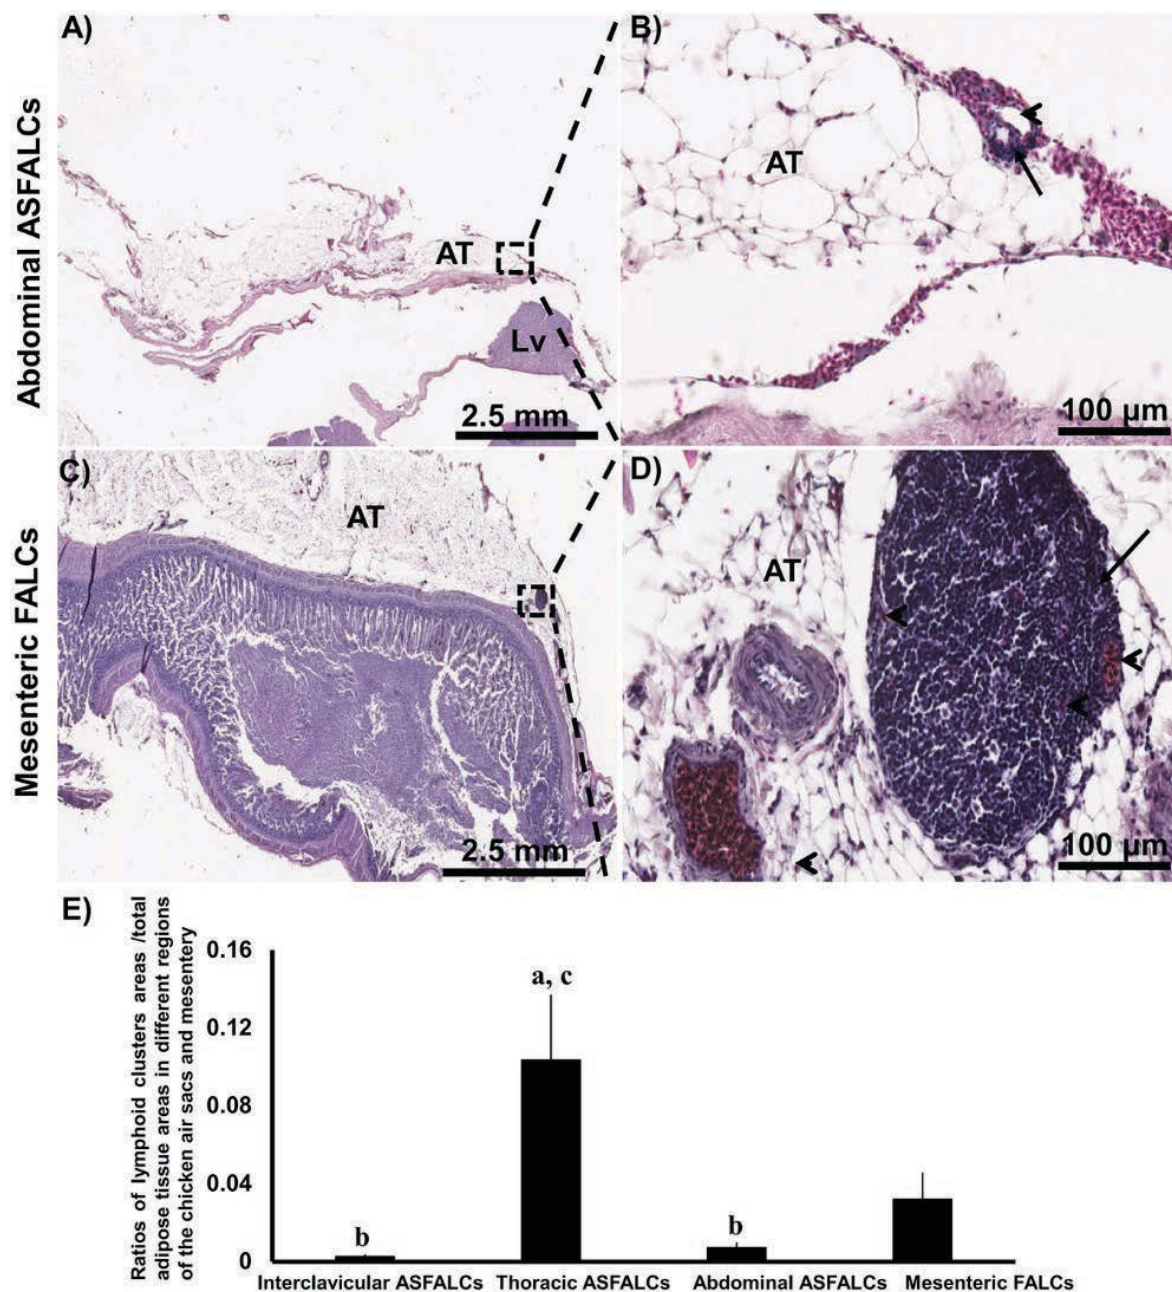 Abdominal ASFALCs
A)
AT
Lv
2.5 mm
B)
AT
100 µm
Mesenteric FALCs
C)
AT
2.5 mm
D)
AT
100 µm
E)
Ratios of lymphoid clusters areas /total
adipose tissue areas in different regions
of the chicken air sacs and mesentery
0.16
0.12
0.08
0.04
0
b
a, c
b
Interclavicular ASFALCs
Thoracic ASFALCs
Abdominal ASFALCs
Mesenteric FALCs